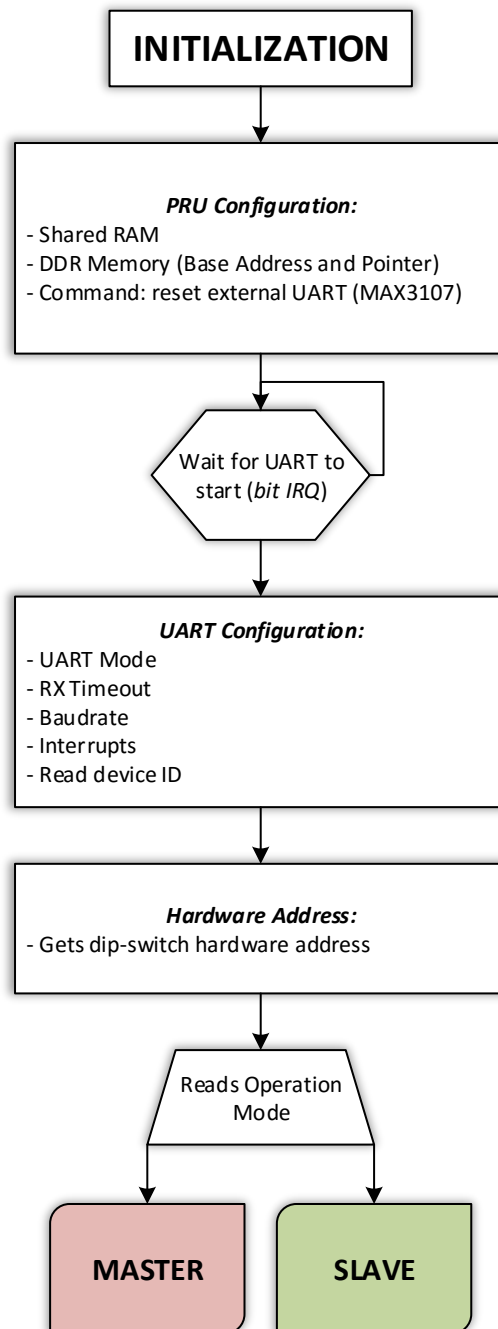 INITIALIZATION
PRU Configuration:
- Shared RAM
- DDR Memory (Base Address and Pointer)
- Command: reset external UART (MAX3107)
Wait for UART to
start (bit IRQ)
UART Configuration:
- UART Mode
- RX Timeout
- Baudrate
- Interrupts
- Read device ID
Hardware Address:
- Gets dip-switch hardware address
Reads Operation
Mode
MASTER
SLAVE